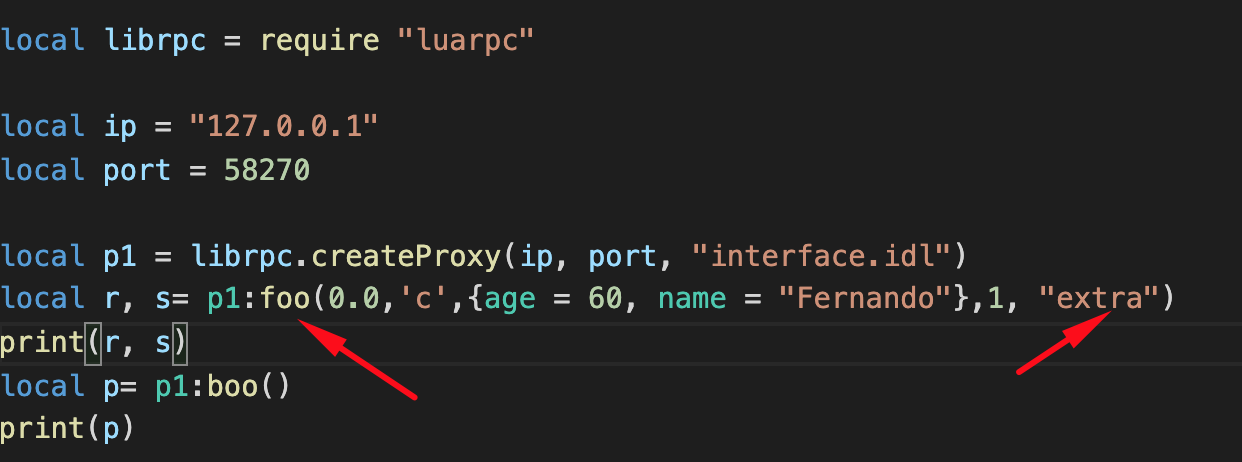 local librpc = require "luarpc"
local ip = "127.0.0.1"
local port = 58270
local p1 = librpc.createProxy(ip, port, "interface.idl")
local r, s= p1:foo(0.0,'c',{age = 60, name = "Fernando"},1, "extra")
print(r, s)
local p= p1:boo()
print(p)